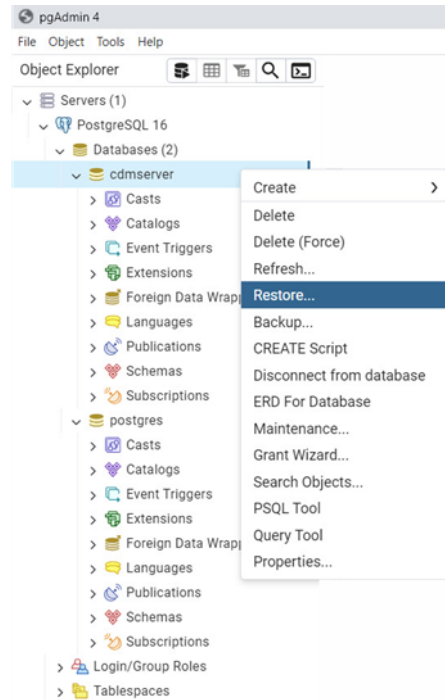 pgAdmin 4
File Object Tools Help
Object Explorer
Servers (1)
PostgreSQL 16
Databases (2)
cdmserver
Casts
Catalogs
Event Triggers
Extensions
Foreign Data Wrap
Languages
Publications
Schemas
Subscriptions
postgres
Casts
Catalogs
Event Triggers
Extensions
Foreign Data Wrap
Languages
Publications
Schemas
Subscriptions
Login/Group Roles
Tablespaces
Create
Delete
Delete (Force)
Refresh...
Restore...
Backup...
CREATE Script
Disconnect from database
ERD For Database
Maintenance...
Grant Wizard...
Search Objects...
PSQL Tool
Query Tool
Properties...